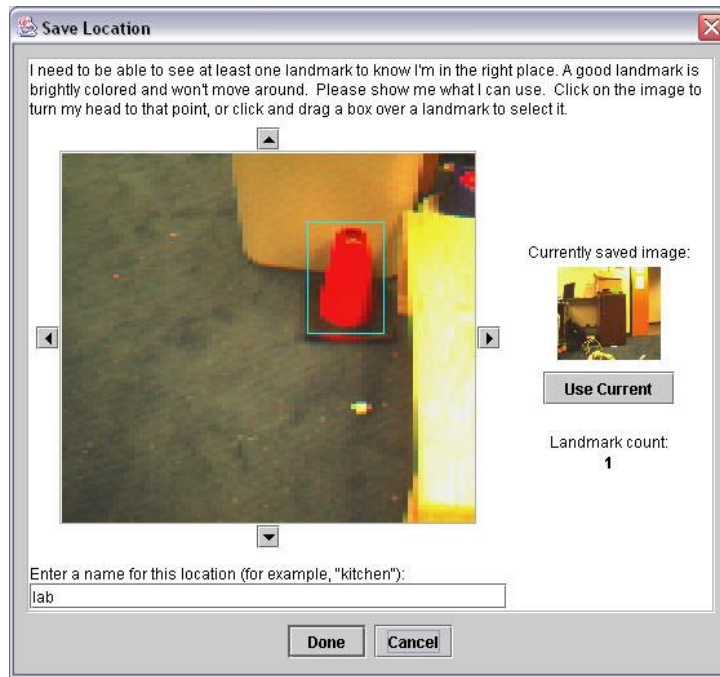 Save Location
I need to be able to see at least one landmark to know I'm in the right place. A good landmark is
brightly colored and won't move around.  Please show me what I can use.  Click on the image to
turn my head to that point, or click and drag a box over a landmark to select it.
Currently saved image:
Use Current
Landmark count:
1
Enter a name for this location (for example, "kitchen"):
lab
Done
Cancel